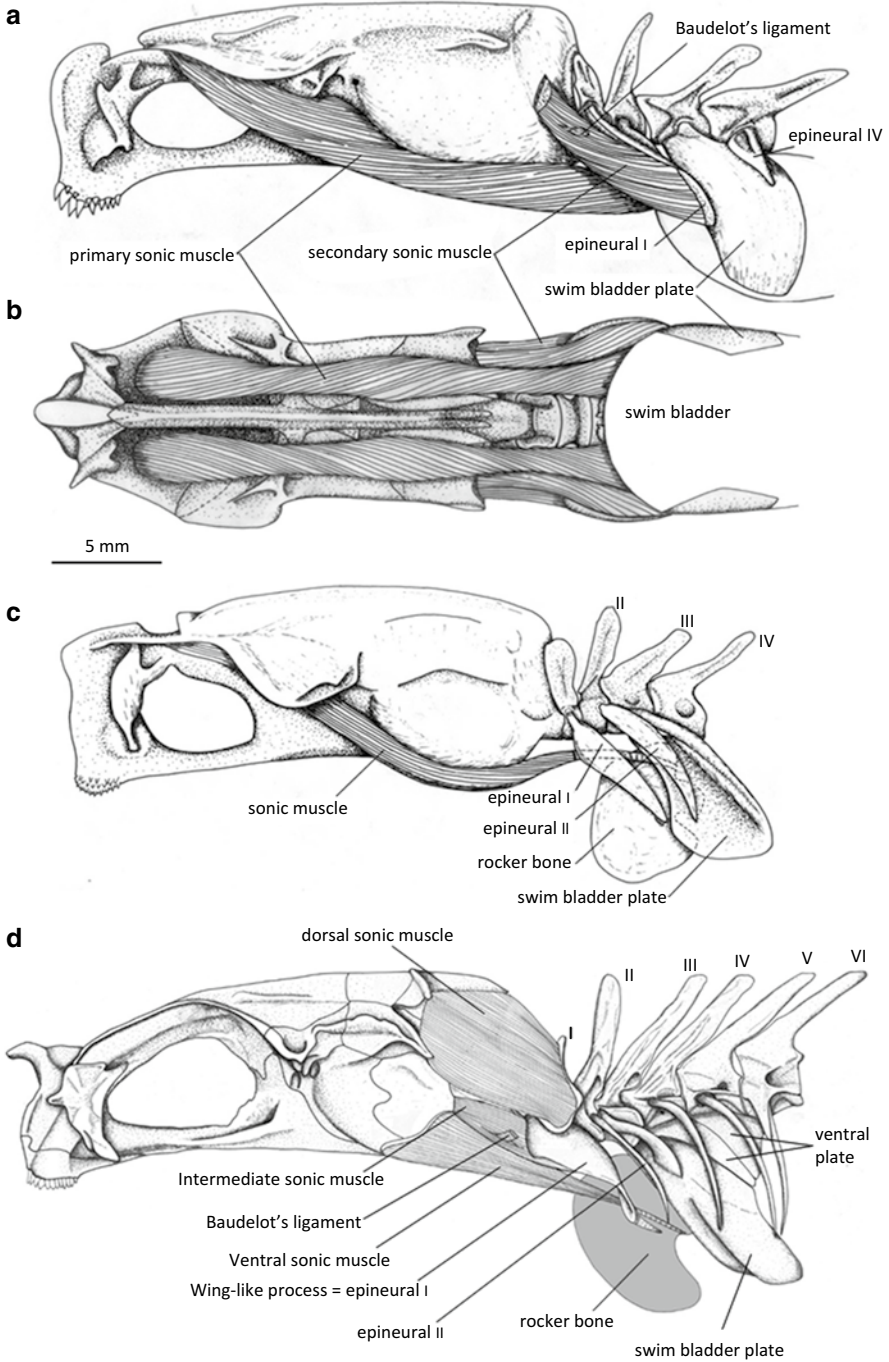 a
Baudelot's ligament
epineural IV
primary sonic muscle
secondary sonic muscle
epineural I
swim bladder plate
b
swim bladder
5 mm
c
II
III
IV
sonic muscle
epineural I
epineural II
rocker bone
swim bladder plate
d
dorsal sonic muscle
I
II
III
IV
V
VI
ventral
plate
Intermediate sonic muscle
Baudelot's ligament
Ventral sonic muscle
Wing-like process = epineural I
epineural II
rocker bone
swim bladder plate